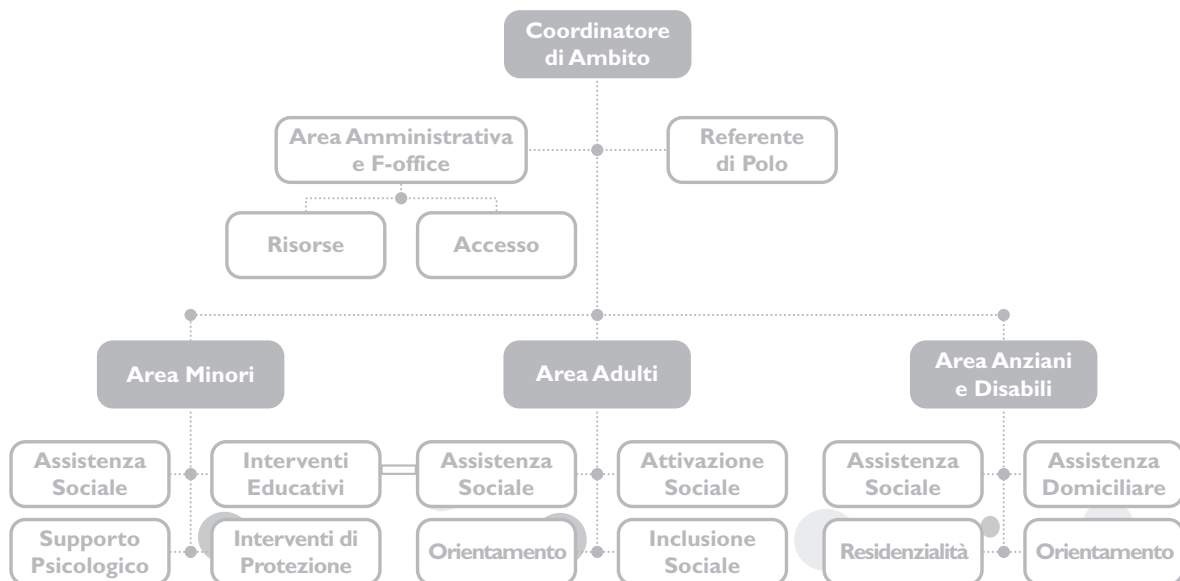 Coordinatore
di Ambito
Area Amministrativa
e F-office
Referente
di Polo
Risorse
Accesso
Area Minori
Area Adulti
Area Anziani
e Disabili
Assistenza
Sociale
Interventi
Educativi
Assistenza
Sociale
Attivazione
Sociale
Assistenza
Sociale
Assistenza
Domiciliare
Supporto
Psicologico
Interventi di
Protezione
Orientamento
Inclusione
Sociale
Residenzialità
Orientamento